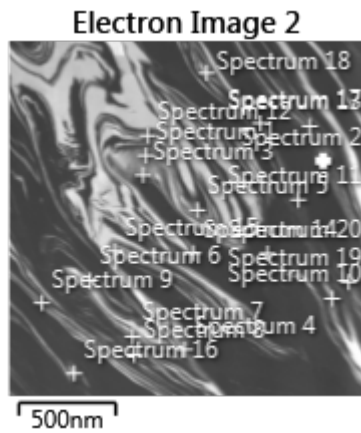 Electron Image 2
Spectrum 18
Spectrum 12
Spectrum 2
Spectrum 3
Spectrum 11
Spectrum 5
Spectrum 20
Spectrum 6
Spectrum 19
Spectrum 10
Spectrum 9
Spectrum 7
Spectrum 4
Spectrum 16
500nm